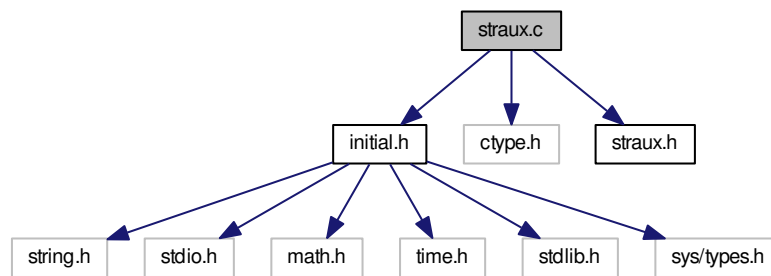 straux.c
initial.h
ctype.h
straux.h
string.h
stdio.h
math.h
time.h
stdlib.h
sys/types.h